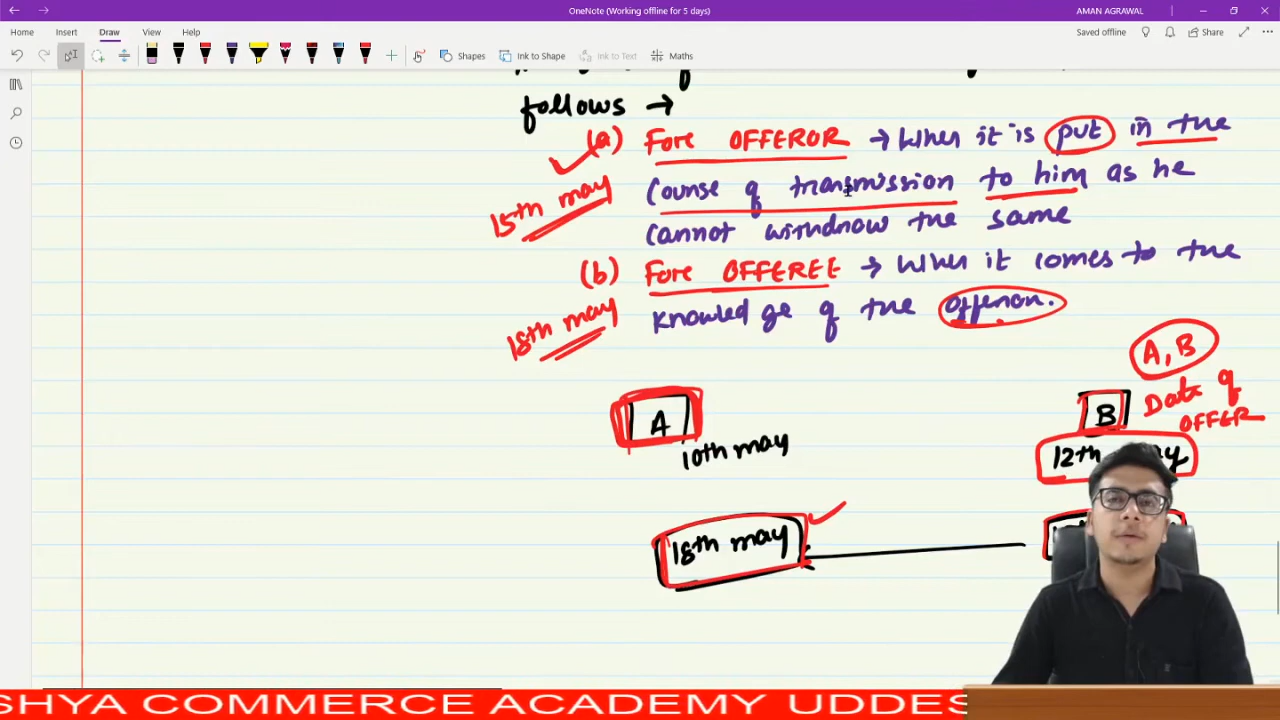 OneNote (Working offline for 5 days)
AMAN AGRAWAL
Home Insert Draw View Help
Saved offline
Share
Shapes
Ink to Shape
Ink to Text
Maths
follows →
(a) Fore OFFEROR → When it is put in the
15th may
Course of transmission to him as he
cannot withdraw the same
(b) Fore OFFEREE → When it comes to the
18th may
knowledge of the offeror.
A, B
Date of
OFFER
A
B
10th may
12th
18th may
SHYA COMMERCE ACADEMY UDDES